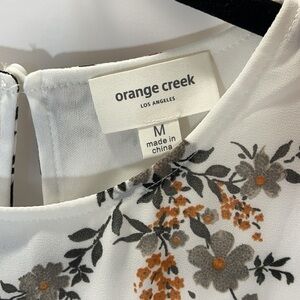 orange creek
LOS ANGELES
M
made in
china